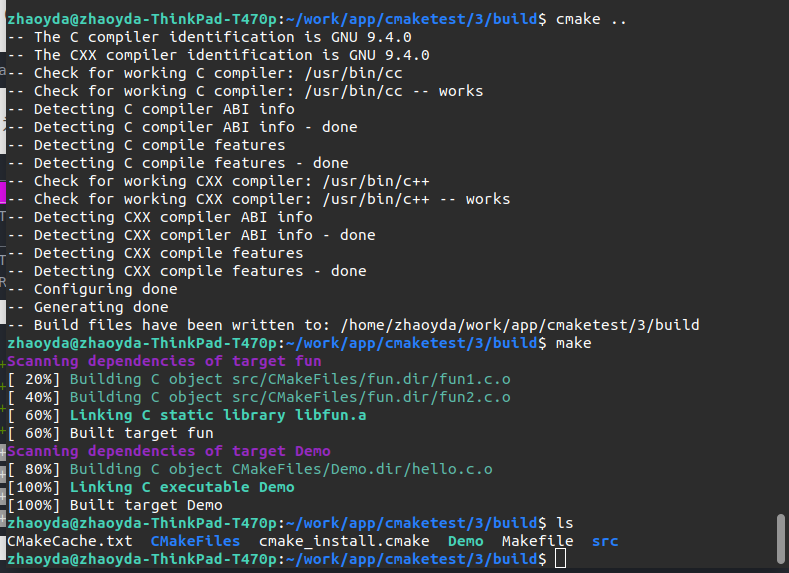 zhaoyda@zhaoyda-ThinkPad-T470p:~/work/app/cmaketest/3/build$ cmake ..
-- The C compiler identification is GNU 9.4.0
-- The CXX compiler identification is GNU 9.4.0
-- Check for working C compiler: /usr/bin/cc
-- Check for working C compiler: /usr/bin/cc -- works
-- Detecting C compiler ABI info
-- Detecting C compiler ABI info - done
-- Detecting C compile features
-- Detecting C compile features - done
-- Check for working CXX compiler: /usr/bin/c++
-- Check for working CXX compiler: /usr/bin/c++ -- works
-- Detecting CXX compiler ABI info
-- Detecting CXX compiler ABI info - done
-- Detecting CXX compile features
-- Detecting CXX compile features - done
-- Configuring done
-- Generating done
-- Build files have been written to: /home/zhaoyda/work/app/cmaketest/3/build
zhaoyda@zhaoyda-ThinkPad-T470p:~/work/app/cmaketest/3/build$ make
Scanning dependencies of target fun
[ 20%] Building C object src/CMakeFiles/fun.dir/fun1.c.o
[ 40%] Building C object src/CMakeFiles/fun.dir/fun2.c.o
[ 60%] Linking C static library libfun.a
[ 60%] Built target fun
Scanning dependencies of target Demo
[ 80%] Building C object CMakeFiles/Demo.dir/hello.c.o
[100%] Linking C executable Demo
[100%] Built target Demo
zhaoyda@zhaoyda-ThinkPad-T470p:~/work/app/cmaketest/3/build$ ls
CMakeCache.txt  CMakeFiles  cmake_install.cmake  Demo  Makefile  src
zhaoyda@zhaoyda-ThinkPad-T470p:~/work/app/cmaketest/3/build$